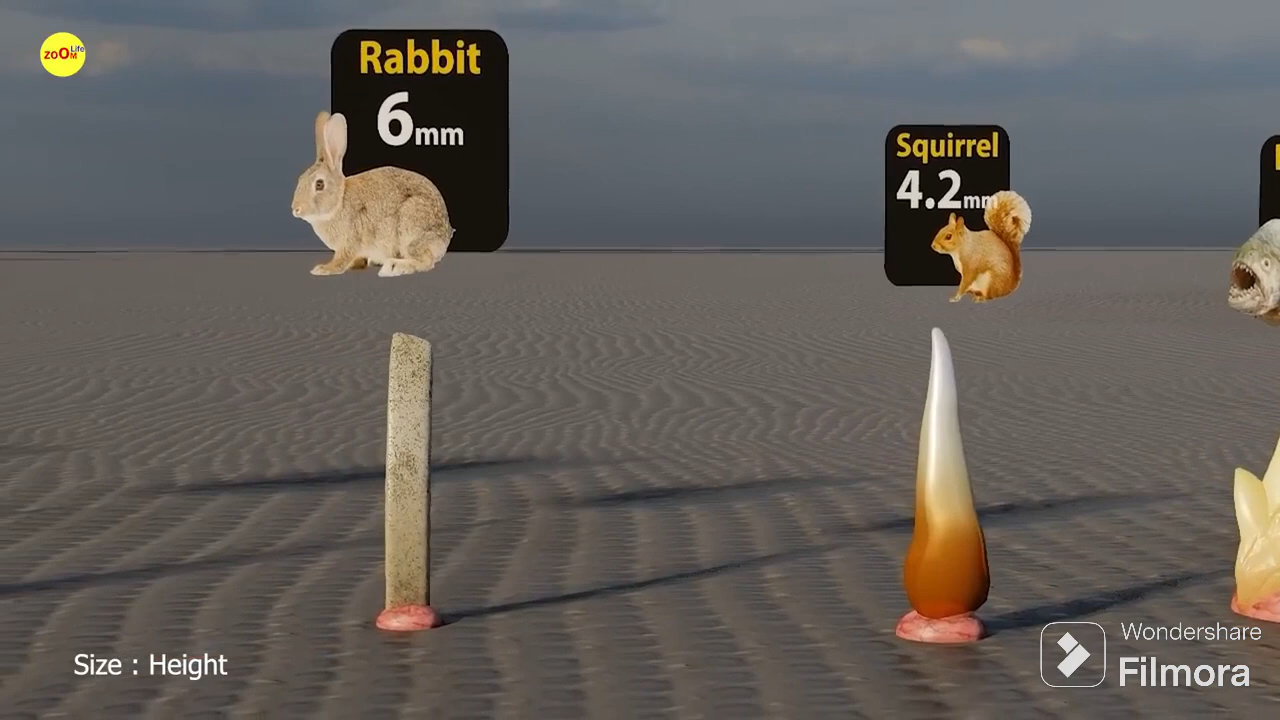 zoOM Life
Rabbit
6mm
Squirrel
4.2mm
Size : Height
Wondershare
Filmora